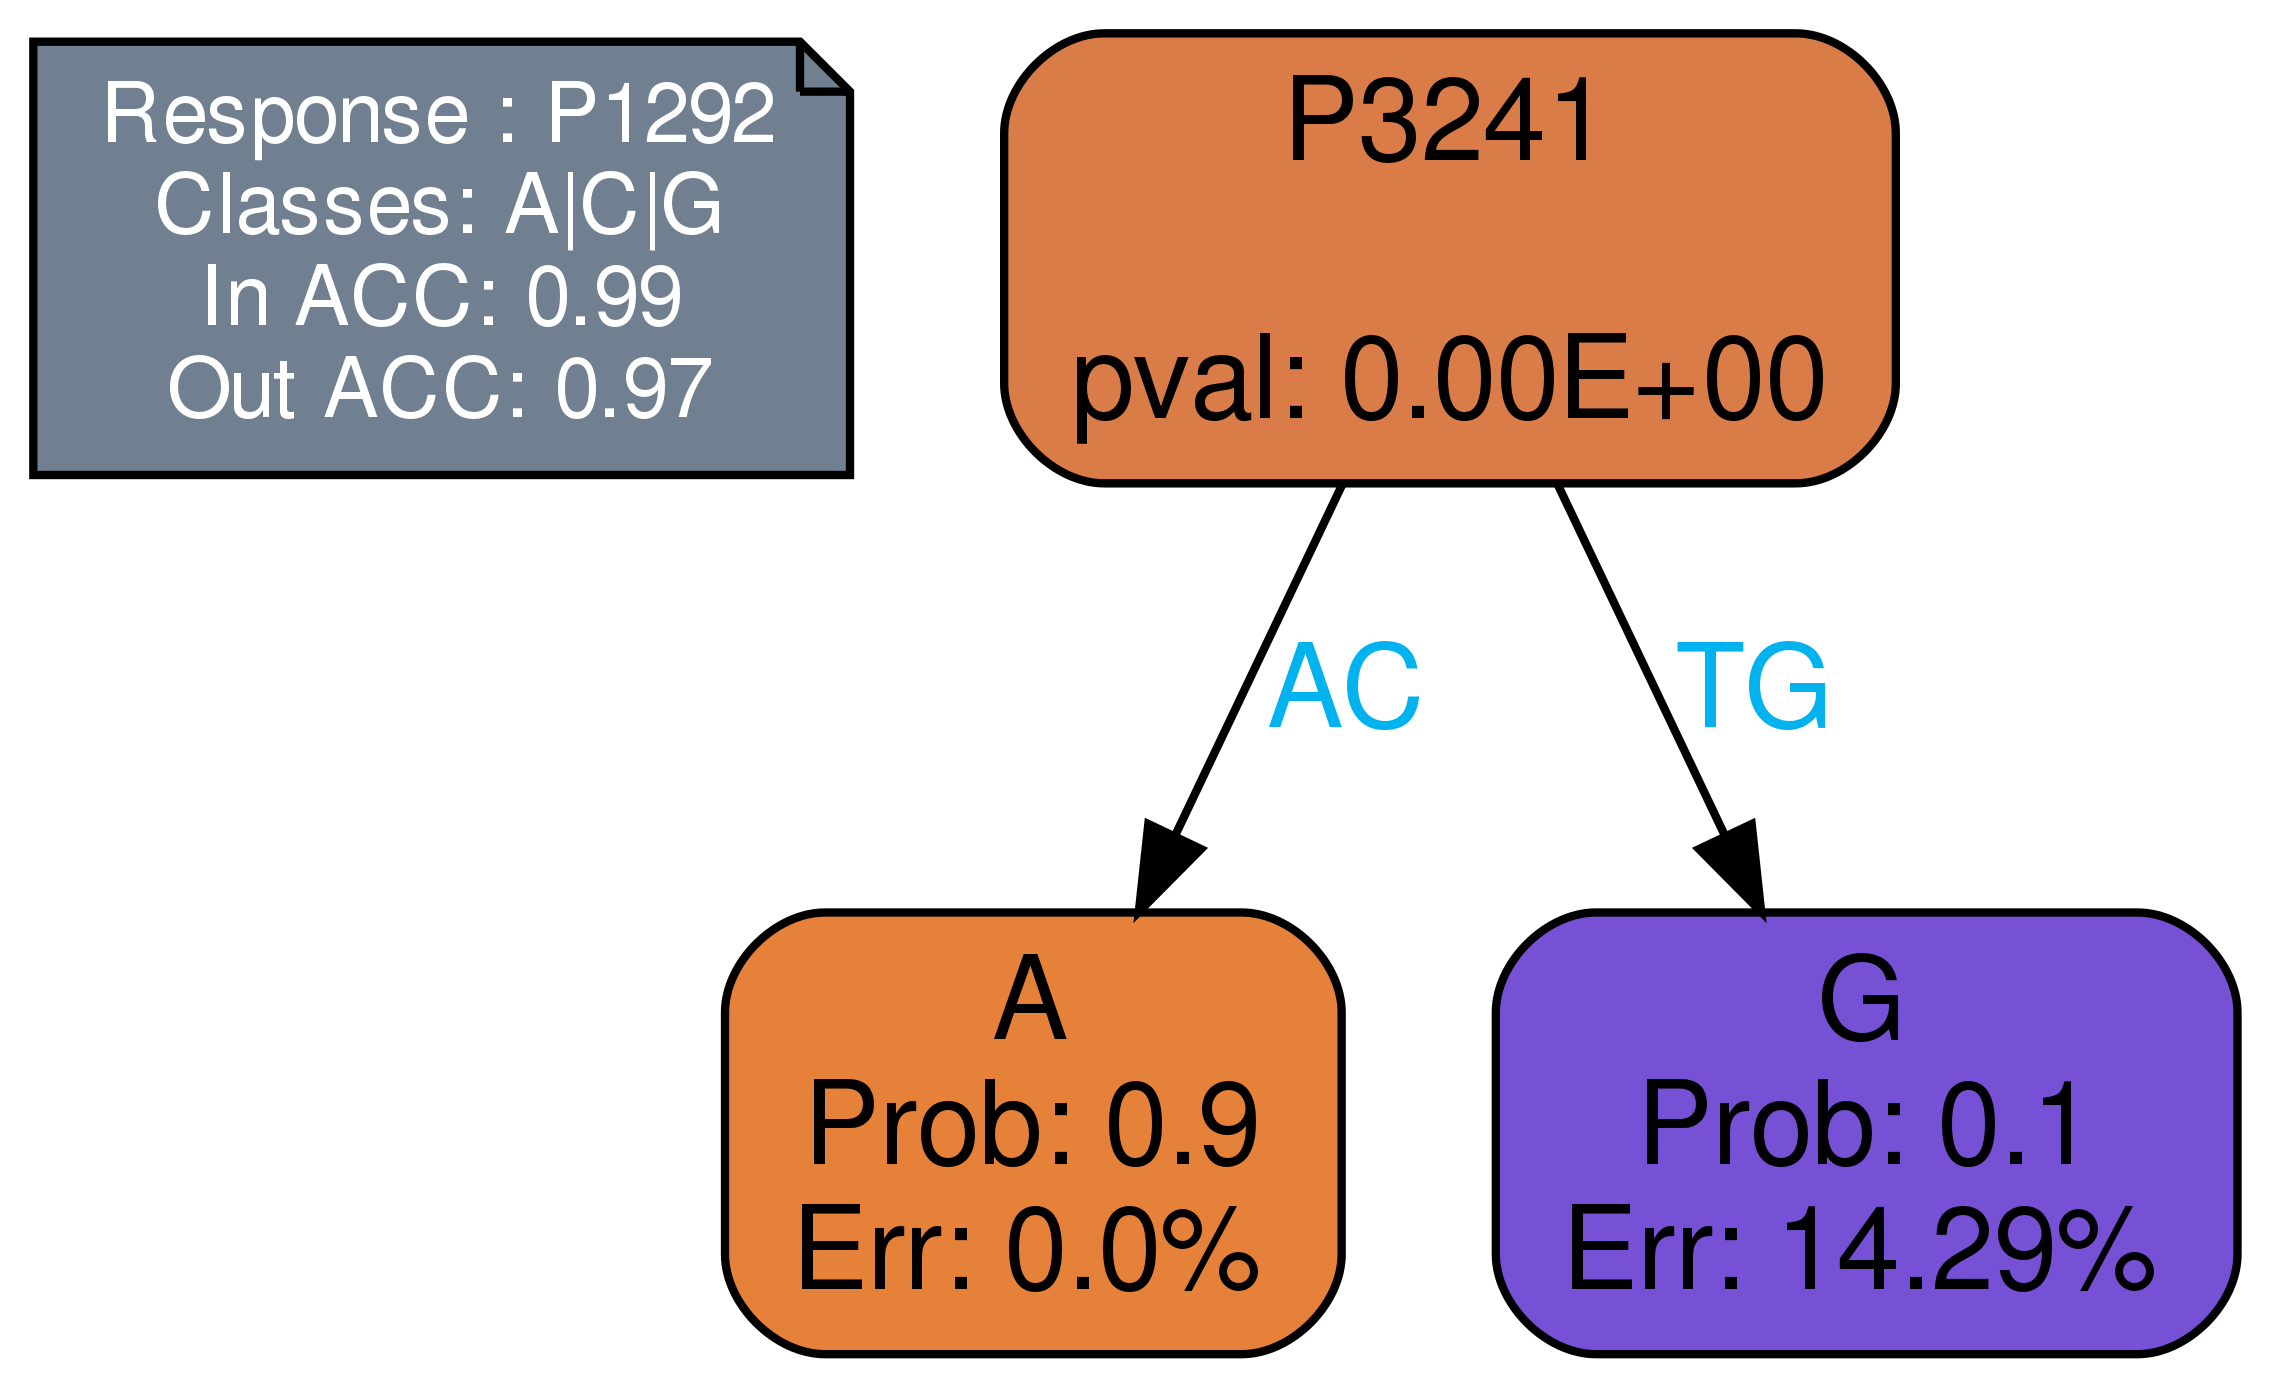 Response : P1292
Classes: A|C|G
In ACC: 0.99
Out ACC: 0.97
P3241
pval: 0.00E+00
AC
TG
A
Prob: 0.9
Err: 0.0%
G
Prob: 0.1
Err: 14.29%